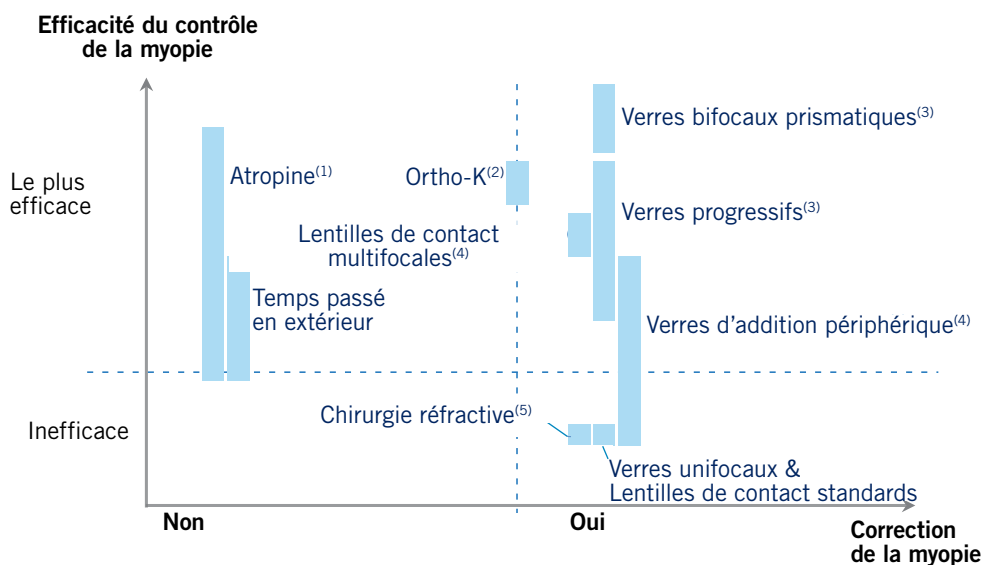 Efficacité du contrôle
de la myopie
Verres bifocaux prismatiques(3)
Atropine(1)
Ortho-K(2)
Le plus
efficace
Verres progressifs(3)
Lentilles de contact
multifocales(4)
Temps passé
en extérieur
Verres d'addition périphérique(4)
Chirurgie réfractive(5)
Inefficace
Verres unifocaux &
Lentilles de contact standards
Non
Oui
Correction
de la myopie